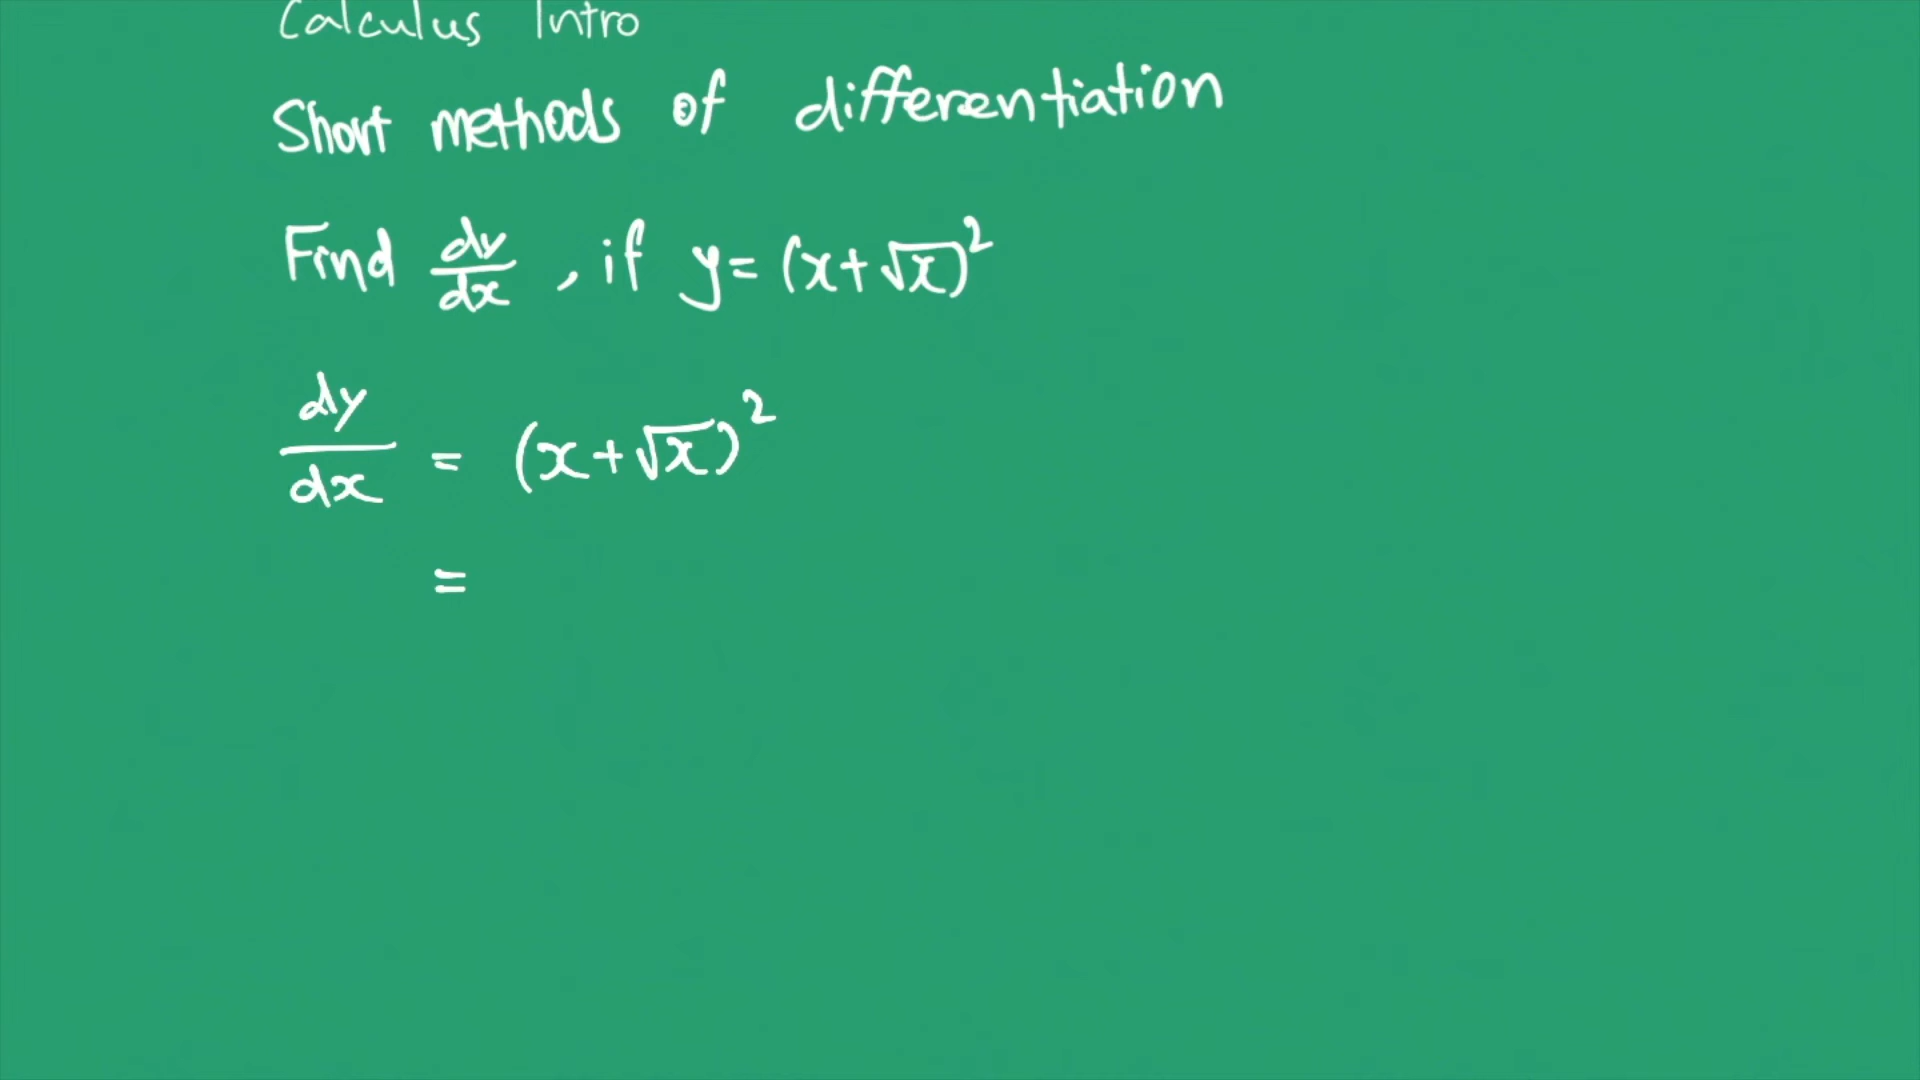 Calculus Intro
Short methods of differentiation
Find dy/dx , if y = (x+√x)²
dy/dx = (x+√x)²
=